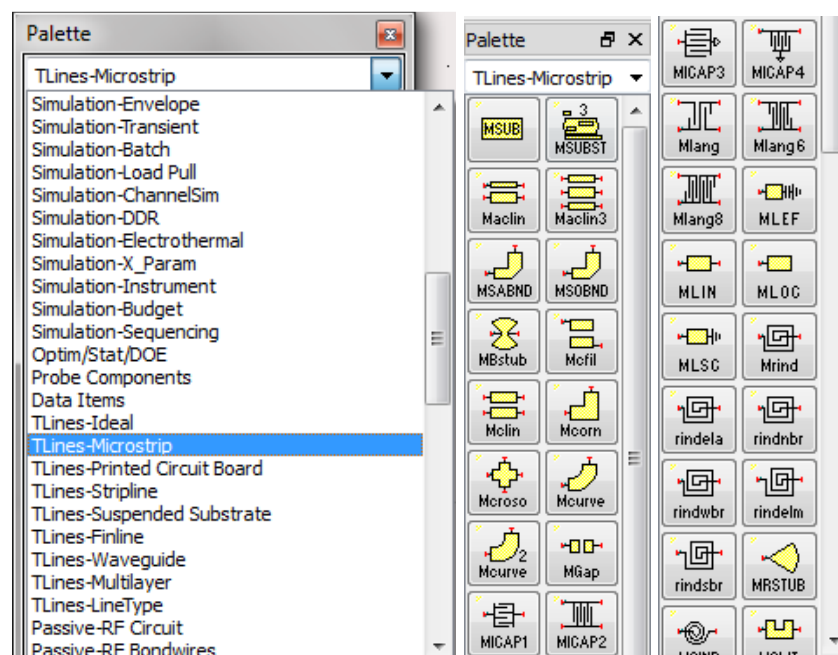 Palette
TLines-Microstrip
Simulation-Envelope
Simulation-Transient
Simulation-Batch
Simulation-Load Pull
Simulation-ChannelSim
Simulation-DDR
Simulation-Electrothermal
Simulation-X_Param
Simulation-Instrument
Simulation-Budget
Simulation-Sequencing
Optim/Stat/DOE
Probe Components
Data Items
TLines-Ideal
TLines-Microstrip
TLines-Printed Circuit Board
TLines-Stripline
TLines-Suspended Substrate
TLines-Finline
TLines-Waveguide
TLines-Multilayer
TLines-LineType
Passive-RF Circuit
Passive-RF Bondwires
Palette
TLines-Microstrip
MSUB
3
MSUBST
Maclin Maclin3
MSABND MSOBND
MBstub Mcfil
Mclin Mcorn
Mcroso Mcurve
2
Mcurve MGap
MICAP1 MICAP2
MICAP3 MICAP4
Mlang Mlang6
Mlang8 MLEF
MLIN MLOC
MLSC Mrind
rindela rindnbr
rindwbr rindelm
rindsbr MRSTUB